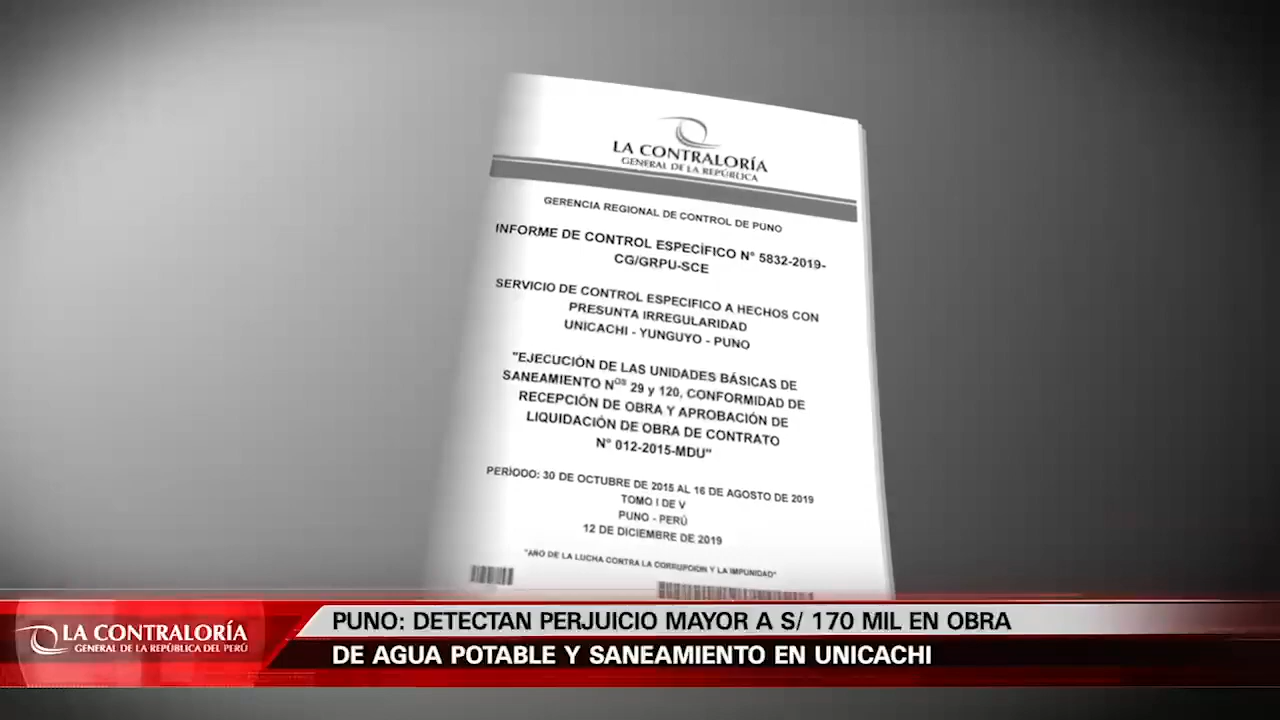 LA CONTRALORÍA
GENERAL DE LA REPÚBLICA
GERENCIA REGIONAL DE CONTROL DE PUNO
INFORME DE CONTROL ESPECÍFICO N° 5832-2019-
CG/GRPU-SCE
SERVICIO DE CONTROL ESPECIFICO A HECHOS CON
PRESUNTA IRREGULARIDAD
UNICACHI - YUNGUYO - PUNO
"EJECUCIÓN DE LAS UNIDADES BÁSICAS DE
SANEAMIENTO NOS 29 y 120, CONFORMIDAD DE
RECEPCIÓN DE OBRA Y APROBACIÓN DE
LIQUIDACIÓN DE OBRA DE CONTRATO
N° 012-2015-MDU"
PERÍODO: 30 DE OCTUBRE DE 2015 AL 16 DE AGOSTO DE 2019
TOMO I DE V
PUNO - PERÚ
12 DE DICIEMBRE DE 2019
"AÑO DE LA LUCHA CONTRA LA CORRUPCIÓN Y LA IMPUNIDAD"
LA CONTRALORÍA
GENERAL DE LA REPÚBLICA DEL PERÚ
PUNO: DETECTAN PERJUICIO MAYOR A S/ 170 MIL EN OBRA
DE AGUA POTABLE Y SANEAMIENTO EN UNICACHI